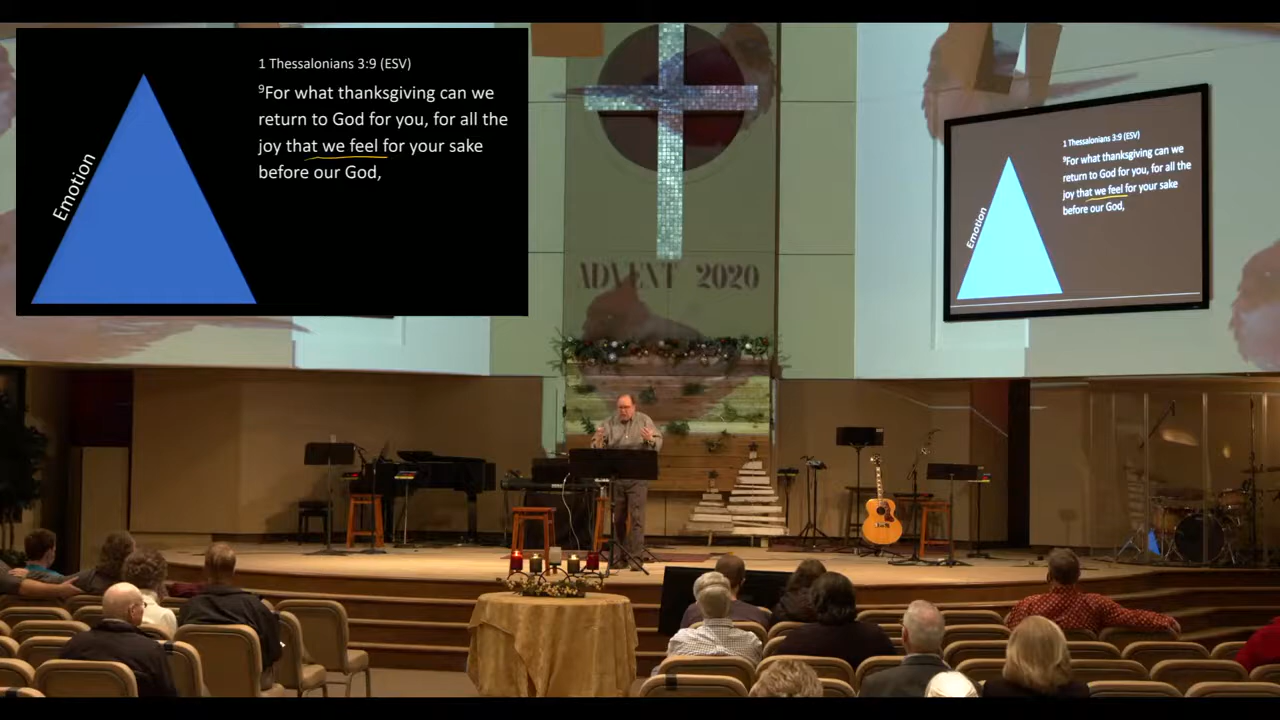 1 Thessalonians 3:9 (ESV)
⁹For what thanksgiving can we
return to God for you, for all the
joy that we feel for your sake
before our God,
Emotion
ADVENT 2020
1 Thessalonians 3:9 (ESV)
⁹For what thanksgiving can we
return to God for you, for all the
joy that we feel for your sake
before our God,
Emotion